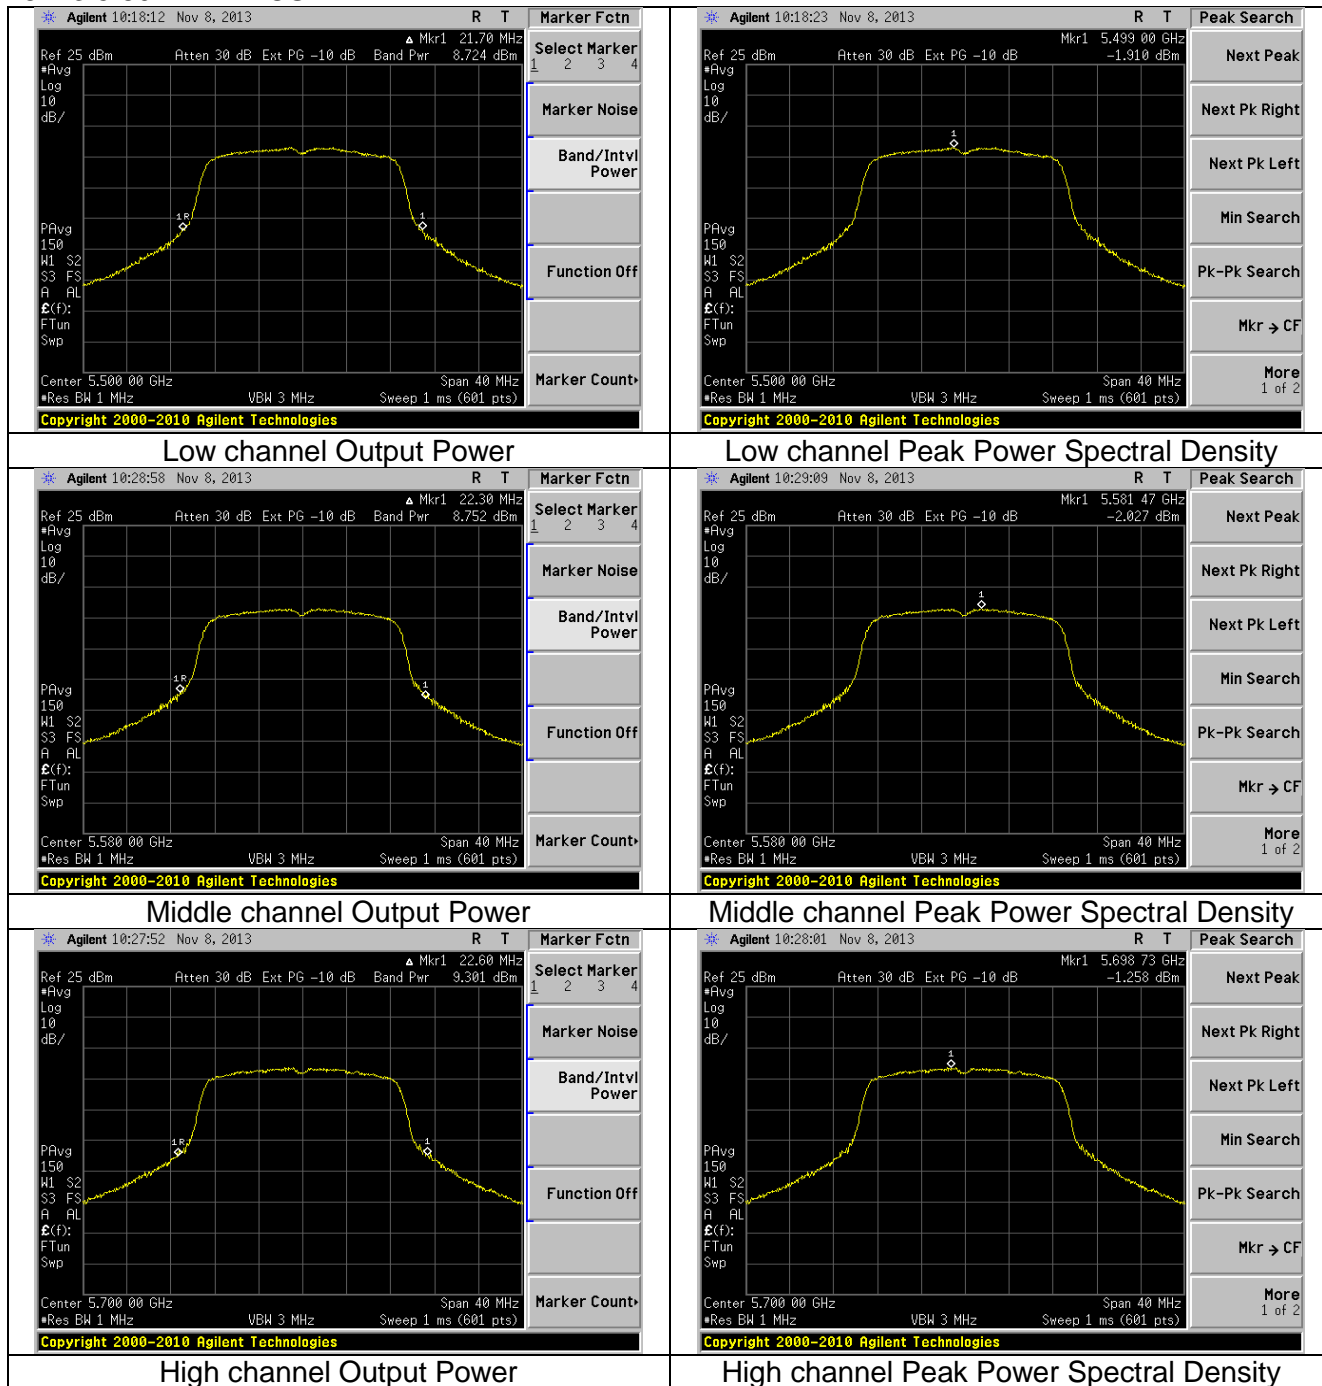 Agilent 10:18:12 Nov 8, 2013 R T Marker Fctn
Δ Mkr1 21.70 MHz
Ref 25 dBm Atten 30 dB Ext PG -10 dB Band Pwr 8.724 dBm
#Avg
Log
10
dB/
1R
1
PAvg
150
W1 S2
S3 FS
A AA
£(f):
FTun
Swp
Center 5.500 00 GHz Span 40 MHz
#Res BW 1 MHz VBW 3 MHz Sweep 1 ms (601 pts)
Select Marker
1 2 3 4
Marker Noise
Band/Intvl
Power
Function Off
Marker Count
Copyright 2000-2010 Agilent Technologies
Low channel Output Power
Agilent 10:18:23 Nov 8, 2013 R T Peak Search
Mkr1 5.499 00 GHz
Ref 25 dBm Atten 30 dB Ext PG -10 dB -1.910 dBm
#Avg
Log
10
dB/
1
PAvg
150
W1 S2
S3 FS
A AL
£(f):
FTun
Swp
Center 5.500 00 GHz Span 40 MHz
#Res BW 1 MHz VBW 3 MHz Sweep 1 ms (601 pts)
Next Peak
Next Pk Right
Next Pk Left
Min Search
Pk-Pk Search
Mkr → CF
More
1 of 2
Copyright 2000-2010 Agilent Technologies
Low channel Peak Power Spectral Density
Agilent 10:28:58 Nov 8, 2013 R T Marker Fctn
Δ Mkr1 22.30 MHz
Ref 25 dBm Atten 30 dB Ext PG -10 dB Band Pwr 8.752 dBm
#Avg
Log
10
dB/
1R
1
PAvg
150
W1 S2
S3 FS
A AL
£(f):
FTun
Swp
Center 5.580 00 GHz Span 40 MHz
#Res BW 1 MHz VBW 3 MHz Sweep 1 ms (601 pts)
Select Marker
1 2 3 4
Marker Noise
Band/Intvl
Power
Function Off
Marker Count
Copyright 2000-2010 Agilent Technologies
Middle channel Output Power
Agilent 10:29:09 Nov 8, 2013 R T Peak Search
Mkr1 5.581 47 GHz
Ref 25 dBm Atten 30 dB Ext PG -10 dB -2.027 dBm
#Avg
Log
10
dB/
1
PAvg
150
W1 S2
S3 FS
A AL
£(f):
FTun
Swp
Center 5.580 00 GHz Span 40 MHz
#Res BW 1 MHz VBW 3 MHz Sweep 1 ms (601 pts)
Next Peak
Next Pk Right
Next Pk Left
Min Search
Pk-Pk Search
Mkr → CF
More
1 of 2
Copyright 2000-2010 Agilent Technologies
Middle channel Peak Power Spectral Density
Agilent 10:27:52 Nov 8, 2013 R T Marker Fctn
Δ Mkr1 22.60 MHz
Ref 25 dBm Atten 30 dB Ext PG -10 dB Band Pwr 9.301 dBm
#Avg
Log
10
dB/
1R
1
PAvg
150
W1 S2
S3 FS
A AL
£(f):
FTun
Swp
Center 5.700 00 GHz Span 40 MHz
#Res BW 1 MHz VBW 3 MHz Sweep 1 ms (601 pts)
Select Marker
1 2 3 4
Marker Noise
Band/Intvl
Power
Function Off
Marker Count
Copyright 2000-2010 Agilent Technologies
High channel Output Power
Agilent 10:28:01 Nov 8, 2013 R T Peak Search
Mkr1 5.698 73 GHz
Ref 25 dBm Atten 30 dB Ext PG -10 dB -1.258 dBm
#Avg
Log
10
dB/
1
PAvg
150
W1 S2
S3 FS
A AL
£(f):
FTun
Swp
Center 5.700 00 GHz Span 40 MHz
#Res BW 1 MHz VBW 3 MHz Sweep 1 ms (601 pts)
Next Peak
Next Pk Right
Next Pk Left
Min Search
Pk-Pk Search
Mkr → CF
More
1 of 2
Copyright 2000-2010 Agilent Technologies
High channel Peak Power Spectral Density